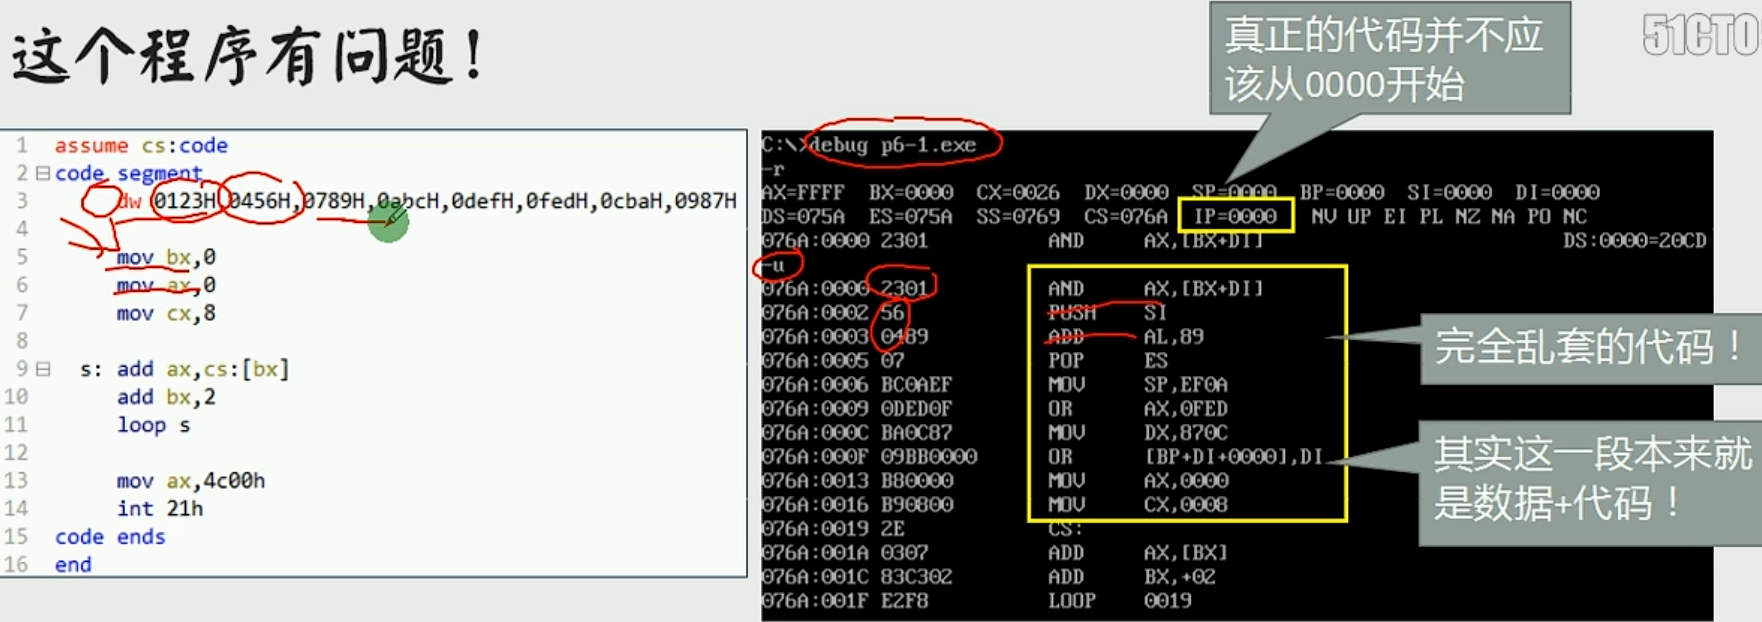 这个程序有问题！
真正的代码并不应
该从0000开始
51CTO
1 assume cs:code
2 code segment
3 dw 0123H,0456H,0789H,0abcH,0defH,0fedH,0cbaH,0987H
4
5 mov bx,0
6 mov ax,0
7 mov cx,8
8
9 s: add ax,cs:[bx]
10 add bx,2
11 loop s
12
13 mov ax,4c00h
14 int 21h
15 code ends
16 end
C:\>debug p6-1.exe
-r
AX=FFFF BX=0000 CX=0026 DX=0000 SP=0000 BP=0000 SI=0000 DI=0000
DS=075A ES=075A SS=0769 CS=076A IP=0000 NV UP EI PL NZ NA PO NC
076A:0000 2301 AND AX,[BX+DI] DS:0000=20CD
-u
076A:0000 2301 AND AX,[BX+DI]
076A:0002 56 PUSH SI
076A:0003 0489 ADD AL,89
076A:0005 07 POP ES
076A:0006 BC0AEF MOV SP,EF0A
076A:0009 0DED0F OR AX,0FED
076A:000C BA0C87 MOV DX,870C
076A:000F 09BB0000 OR [BP+DI+0000],DI
076A:0013 B80000 MOV AX,0000
076A:0016 B90800 MOV CX,0008
076A:0019 2E CS:
076A:001A 0307 ADD AX,[BX]
076A:001C 83C302 ADD BX,+02
076A:001F E2F8 LOOP 0019
完全乱套的代码！
其实这一段本来就
是数据+代码！